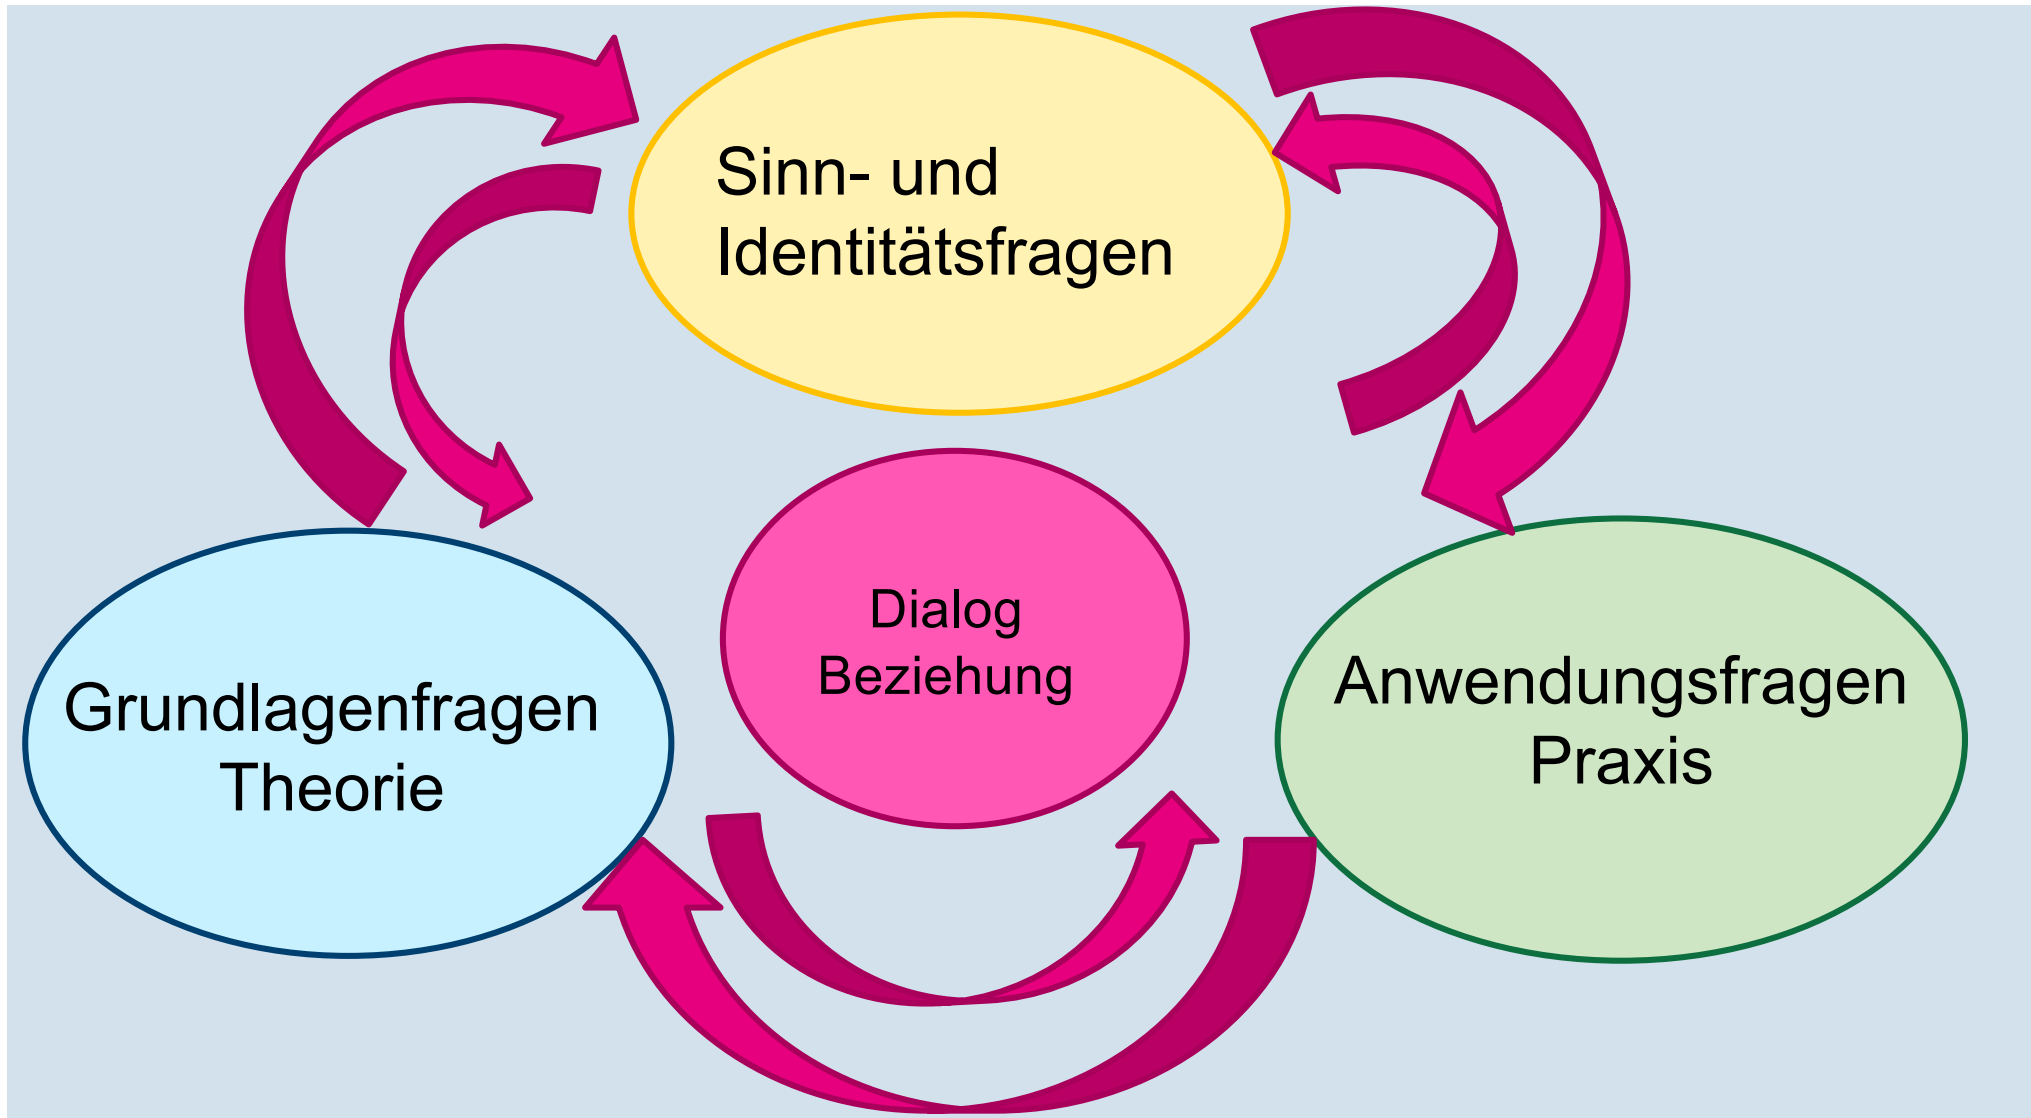 Sinn- und
Identitätsfragen
Dialog
Beziehung
Grundlagenfragen
Theorie
Anwendungsfragen
Praxis